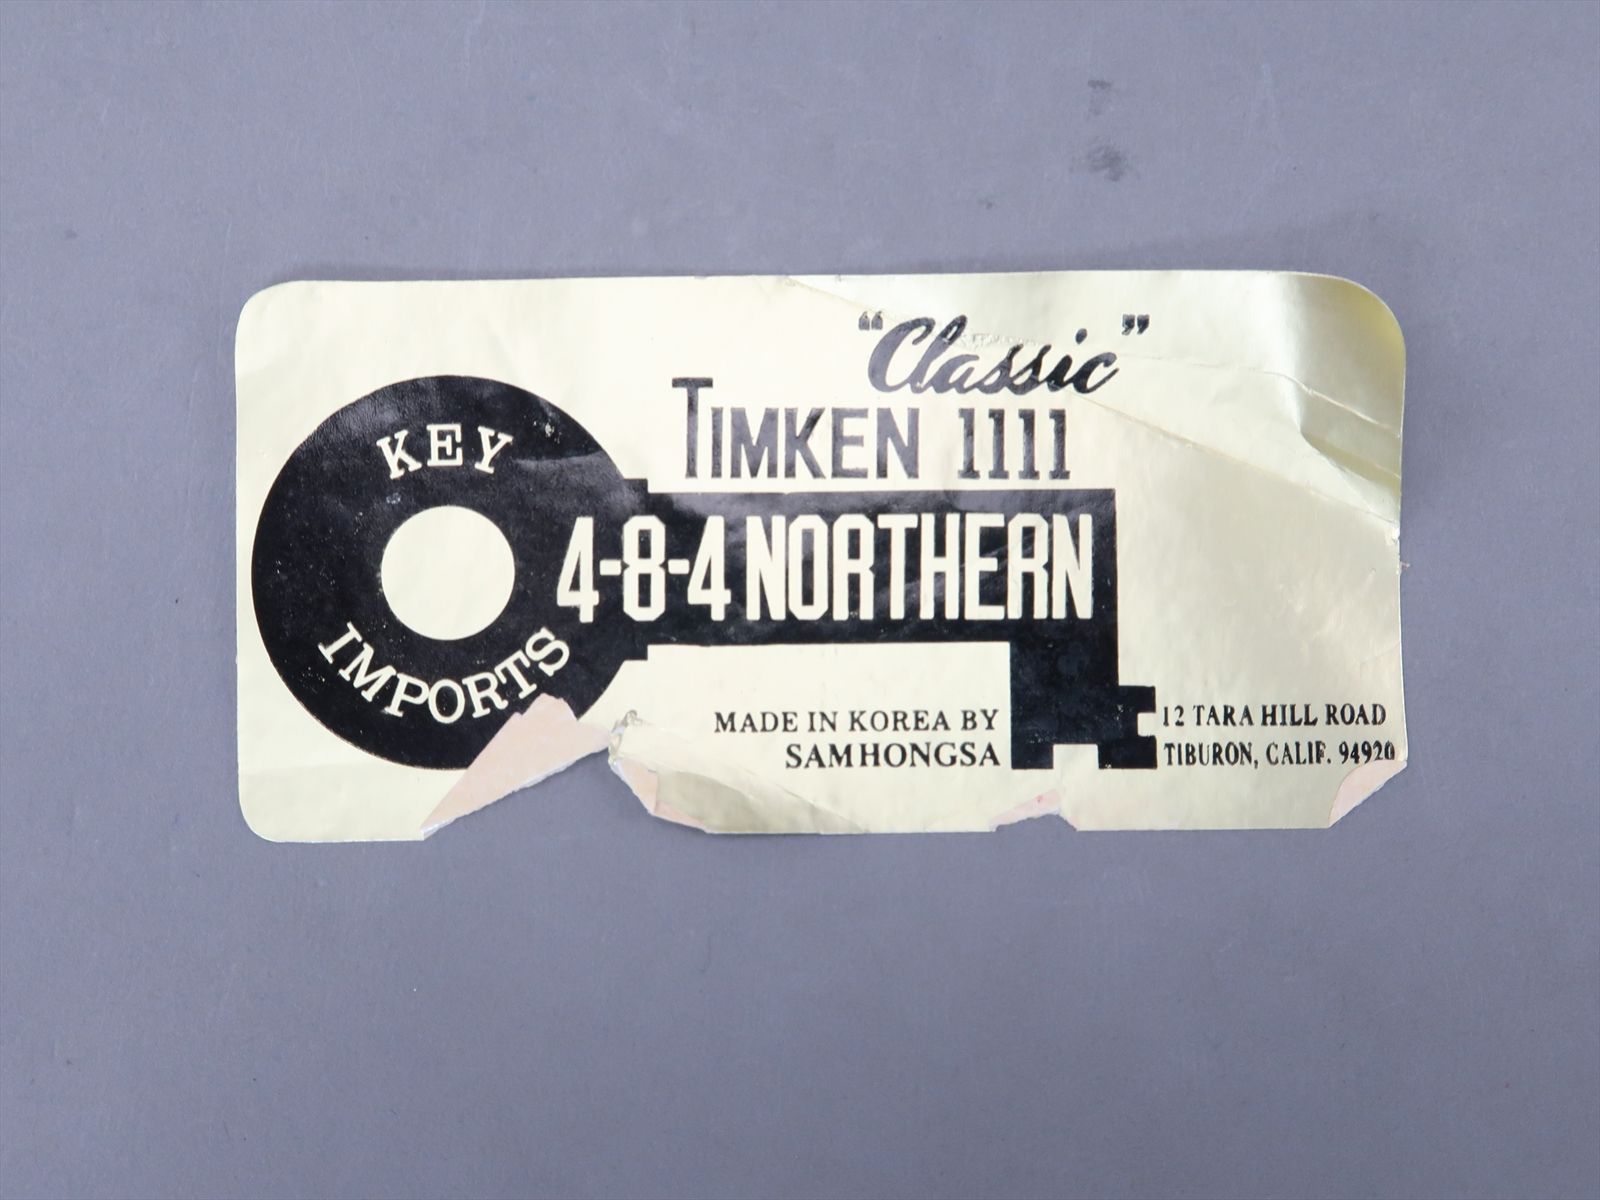 “Classic”
TIMKEN 1111
KEY
4-8-4 NORTHERN
IMPORTS
MADE IN KOREA BY
SAMHONGSA
12 TARA HILL ROAD
TIBURON, CALIF. 94920